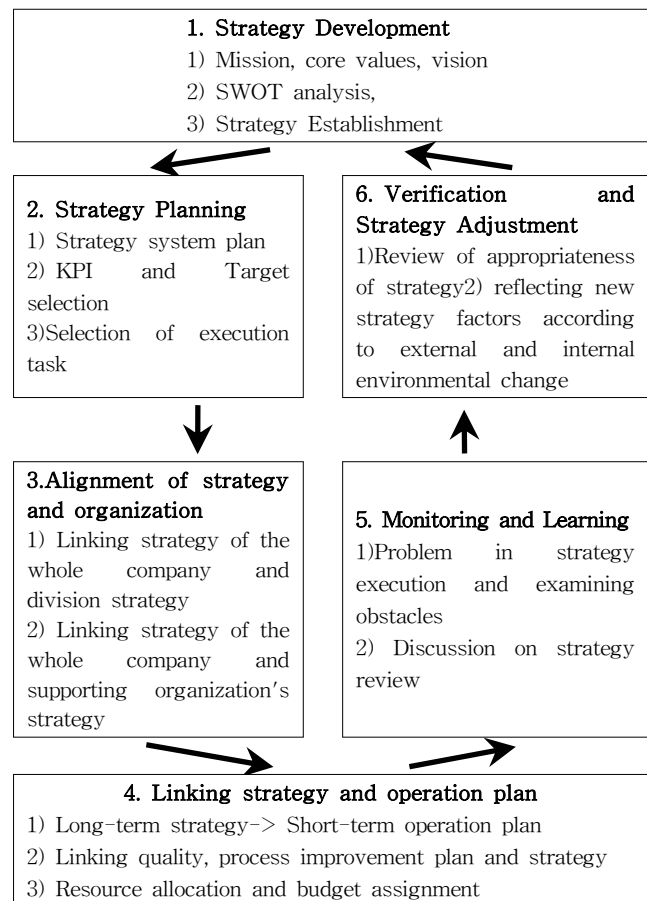 1. Strategy Development
1) Mission, core values, vision
2) SWOT analysis,
3) Strategy Establishment
2. Strategy Planning
1) Strategy system plan
2) KPI and Target
selection
3)Selection of execution
task
3.Alignment of strategy
and organization
1) Linking strategy of the
whole company and
division strategy
2) Linking strategy of the
whole company and
supporting organization's
strategy
4. Linking strategy and operation plan
1) Long-term strategy-> Short-term operation plan
2) Linking quality, process improvement plan and strategy
3) Resource allocation and budget assignment
5. Monitoring and Learning
1)Problem in strategy
execution and examining
obstacles
2) Discussion on strategy
review
6. Verification and
Strategy Adjustment
1)Review of appropriateness
of strategy2) reflecting new
strategy factors according
to external and internal
environmental change